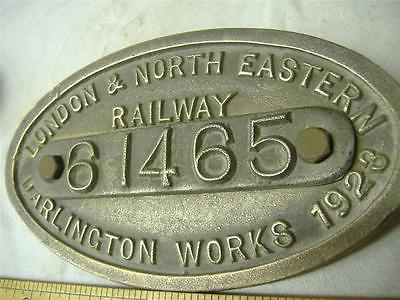 LONDON & NORTH EASTERN
RAILWAY
61465
DARLINGTON WORKS 1923